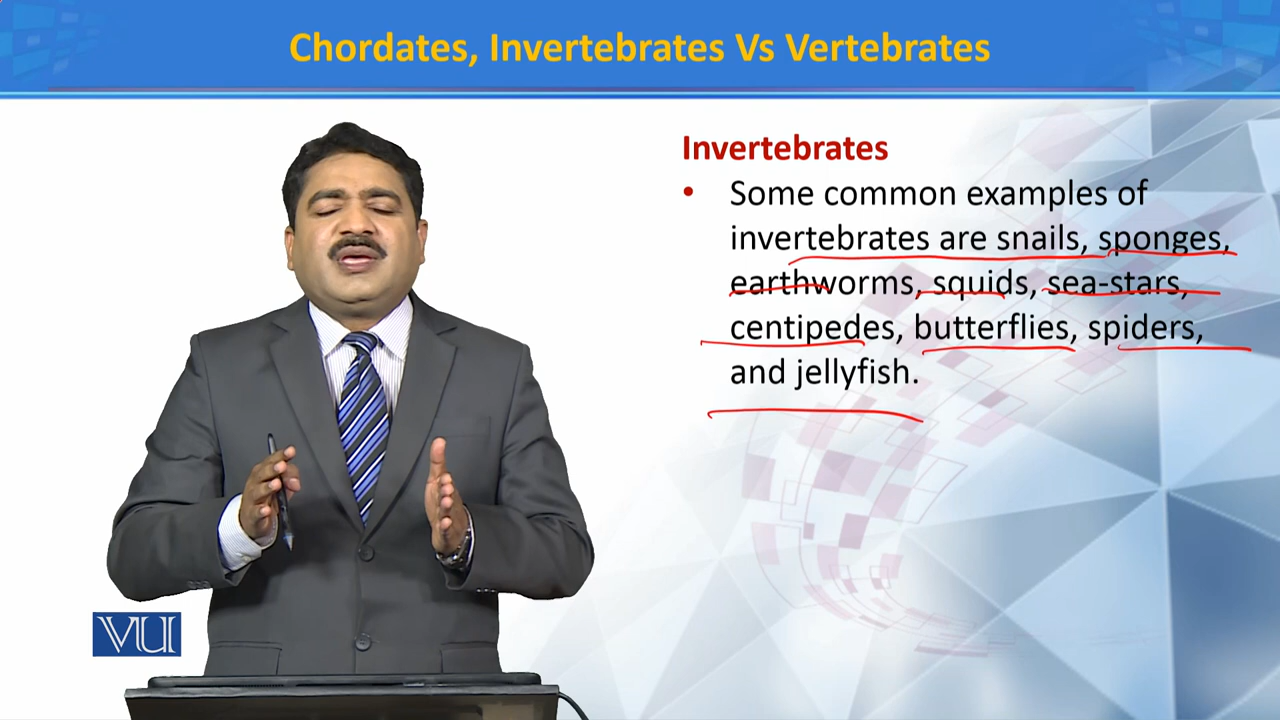 Chordates, Invertebrates Vs Vertebrates
Invertebrates
• Some common examples of
invertebrates are snails, sponges,
earthworms, squids, sea-stars,
centipedes, butterflies, spiders,
and jellyfish.
VU